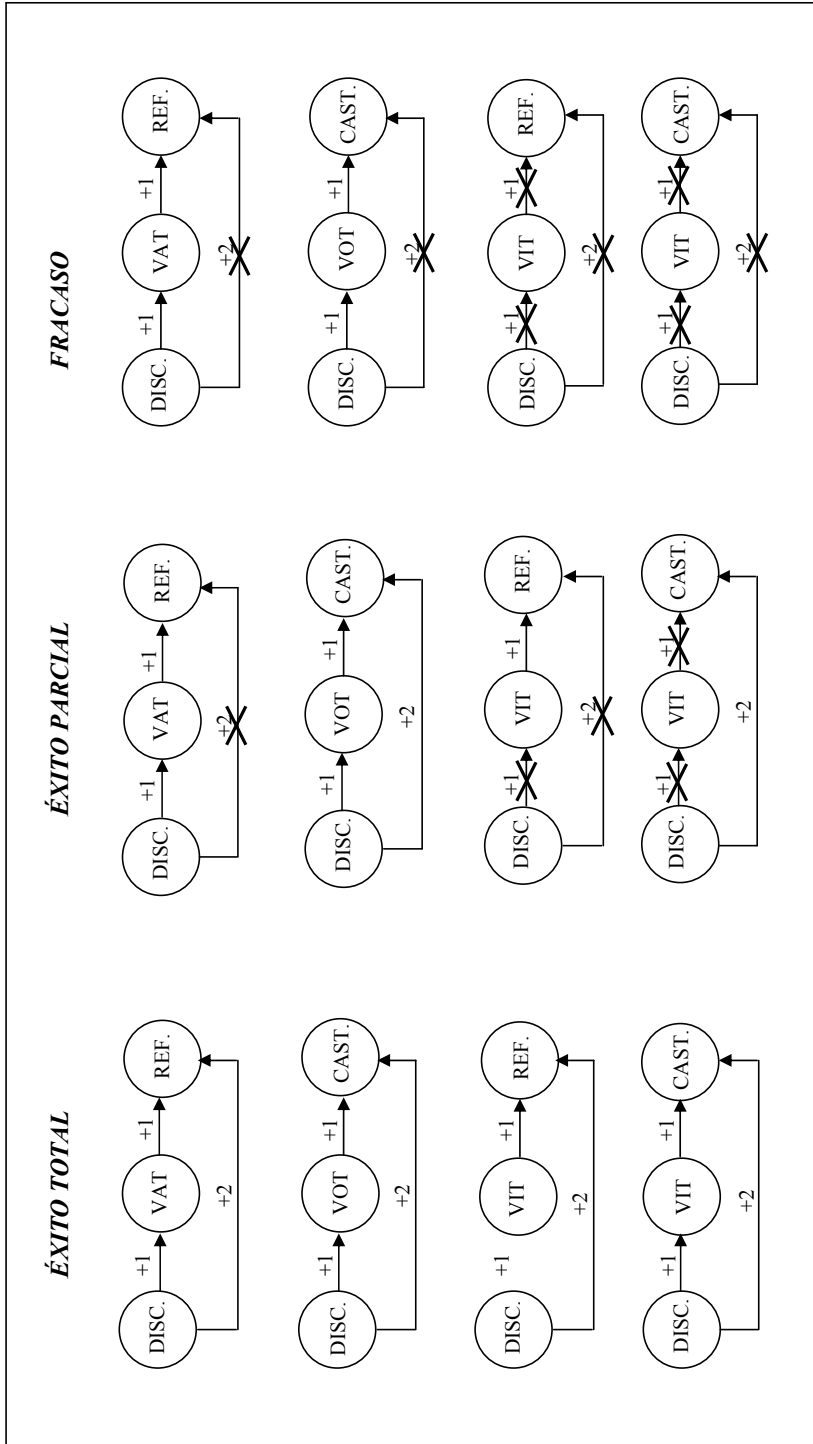 ÉXITO TOTAL ÉXITO PARCIAL FRACASO
+1 +1 +1 +1 +1 +1
DISC. VAT REF. DISC. VAT REF. DISC. VAT REF.
+2 +2 +2
+1 +1 +1 +1 +1 +1
DISC. VOT CAST. DISC. VOT CAST. DISC. VOT CAST.
+2 +2 +2
+1 +1 +1 +1 +1 +1
DISC. VIT REF. DISC. VIT REF. DISC. VIT REF.
+2 +2 +2
+1 +1 +1 +1 +1 +1
DISC. VIT CAST. DISC. VIT CAST. DISC. VIT CAST.
+2 +2 +2